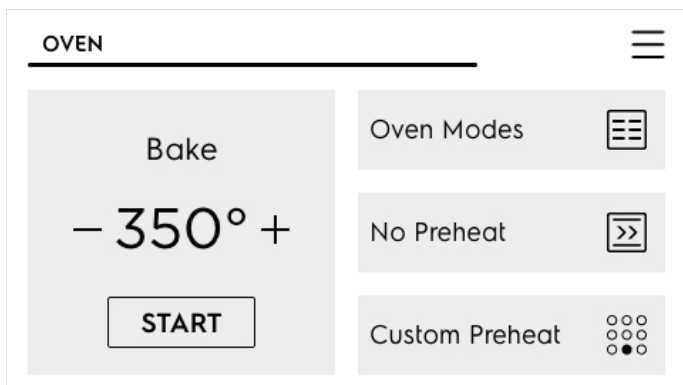 OVEN
Bake
− 350° +
START
Oven Modes
No Preheat
Custom Preheat